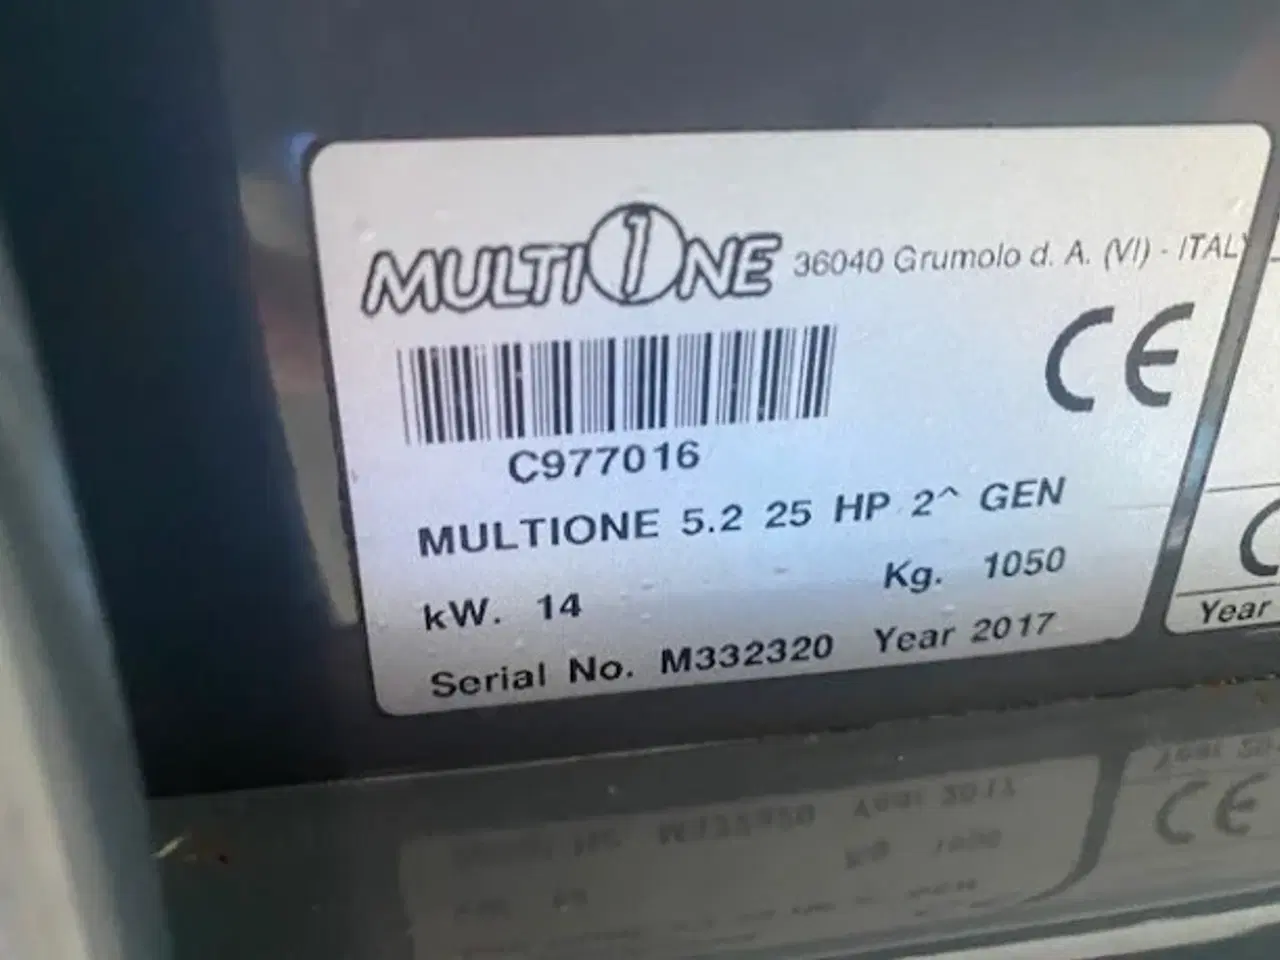 MULTIONE 36040 Grumolo d. A. (VI) - ITALY
CE
C977016
MULTIONE 5.2 25 HP 2^ GEN
kW. 14 Kg. 1050
Serial No. M332320 Year 2017
Year